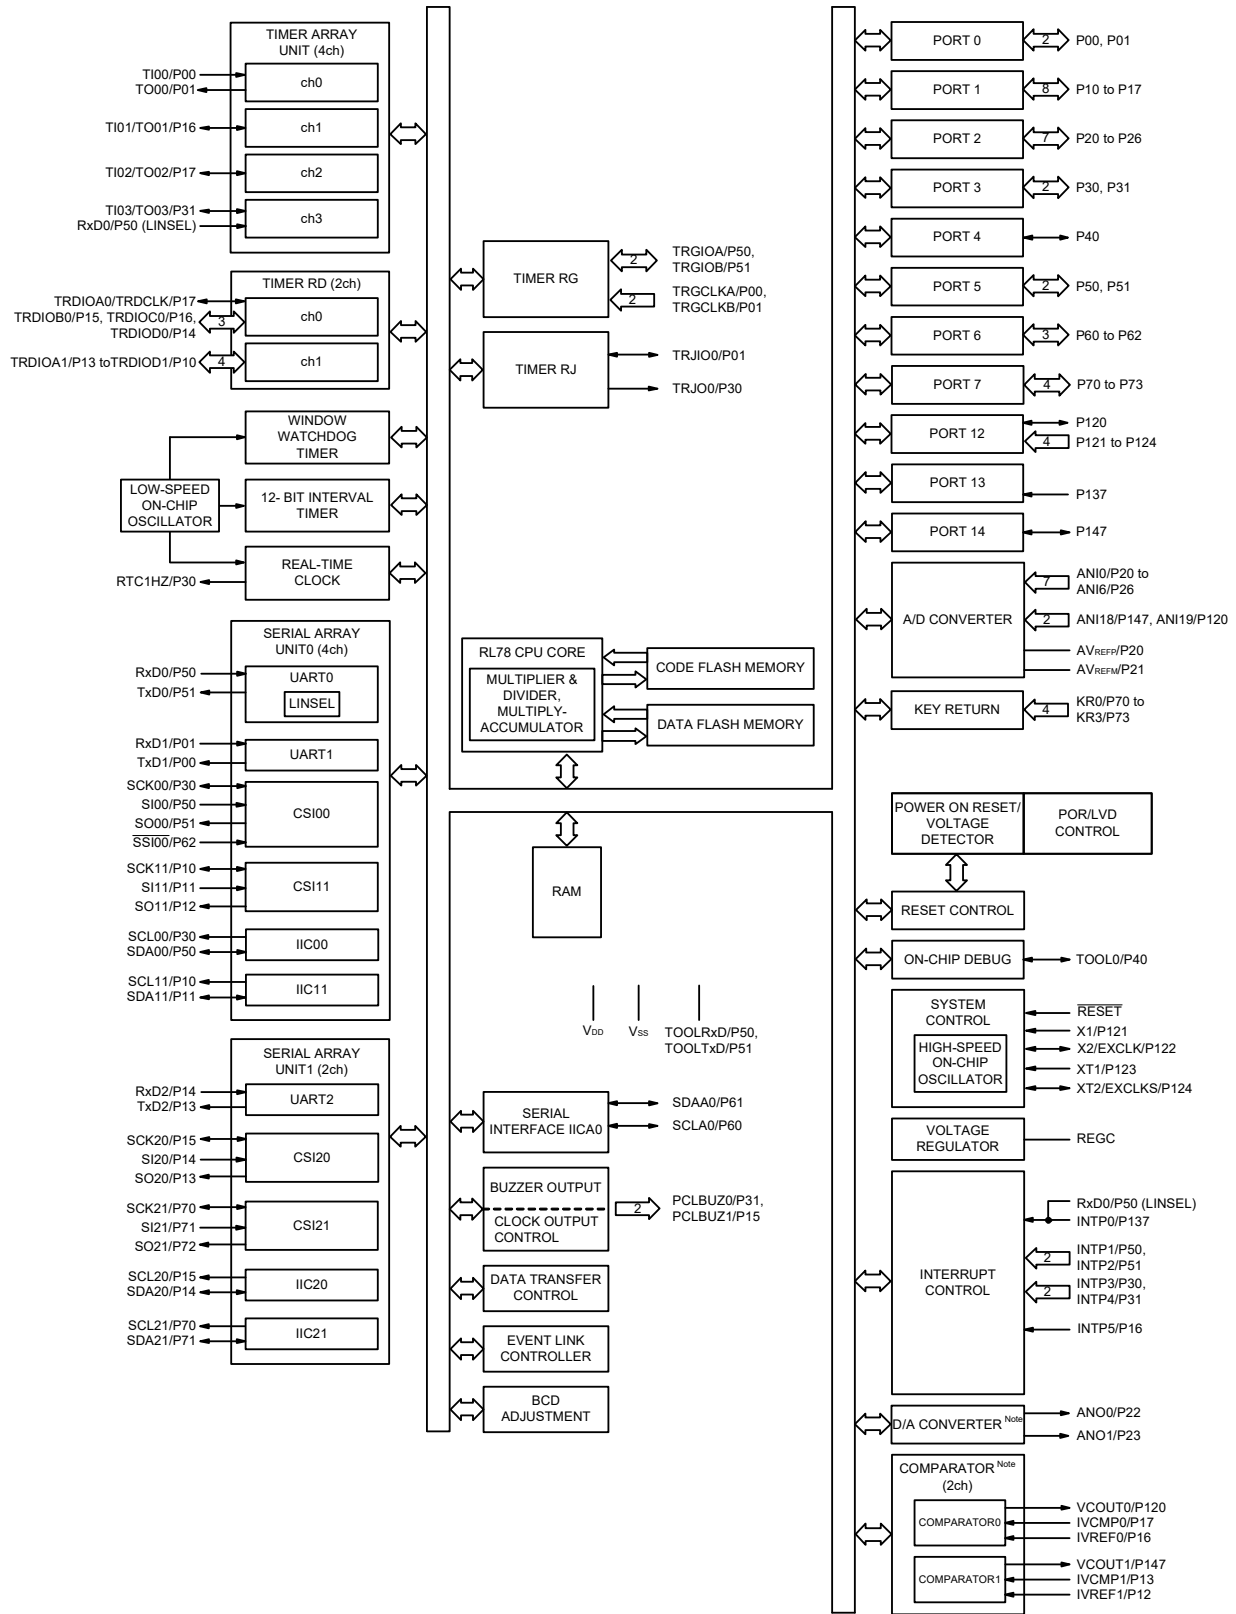 TIMER ARRAY
UNIT (4ch)
TI00/P00
TO00/P01
ch0
TI01/TO01/P16
ch1
TI02/TO02/P17
ch2
TI03/TO03/P31
RxD0/P50 (LINSEL)
ch3
TIMER RD (2ch)
TRDIOA0/TRDCLK/P17
TRDIOB0/P15, TRDIOC0/P16,
TRDIOD0/P14
3
ch0
TRDIOA1/P13 toTRDIOD1/P10
4
ch1
WINDOW
WATCHDOG
TIMER
LOW-SPEED
ON-CHIP
OSCILLATOR
12- BIT INTERVAL
TIMER
RTC1HZ/P30
REAL-TIME
CLOCK
SERIAL ARRAY
UNIT0 (4ch)
RxD0/P50
TxD0/P51
UART0
LINSEL
RxD1/P01
TxD1/P00
UART1
SCK00/P30
SI00/P50
SO00/P51
SSI00/P62
CSI00
SCK11/P10
SI11/P11
SO11/P12
CSI11
SCL00/P30
SDA00/P50
IIC00
SCL11/P10
SDA11/P11
IIC11
SERIAL ARRAY
UNIT1 (2ch)
RxD2/P14
TxD2/P13
UART2
SCK20/P15
SI20/P14
SO20/P13
CSI20
SCK21/P70
SI21/P71
SO21/P72
CSI21
SCL20/P15
SDA20/P14
IIC20
SCL21/P70
SDA21/P71
IIC21
TIMER RG
2
TRGIOA/P50,
TRGIOB/P51
2
TRGCLKA/P00,
TRGCLKB/P01
TIMER RJ
TRJIO0/P01
TRJO0/P30
RL78 CPU CORE
MULTIPLIER &
DIVIDER,
MULTIPLY-
ACCUMULATOR
CODE FLASH MEMORY
DATA FLASH MEMORY
RAM
VDD
VSS
TOOLRxD/P50,
TOOLTxD/P51
SERIAL
INTERFACE IICA0
SDAA0/P61
SCLA0/P60
BUZZER OUTPUT
CLOCK OUTPUT
CONTROL
2
PCLBUZ0/P31,
PCLBUZ1/P15
DATA TRANSFER
CONTROL
EVENT LINK
CONTROLLER
BCD
ADJUSTMENT
PORT 0
2
P00, P01
PORT 1
8
P10 to P17
PORT 2
7
P20 to P26
PORT 3
2
P30, P31
PORT 4
P40
PORT 5
2
P50, P51
PORT 6
3
P60 to P62
PORT 7
4
P70 to P73
PORT 12
P120
4
P121 to P124
PORT 13
P137
PORT 14
P147
A/D CONVERTER
7
ANI0/P20 to
ANI6/P26
2
ANI18/P147, ANI19/P120
AVREFP/P20
AVREFM/P21
KEY RETURN
4
KR0/P70 to
KR3/P73
POWER ON RESET/
VOLTAGE
DETECTOR
POR/LVD
CONTROL
RESET CONTROL
ON-CHIP DEBUG
TOOL0/P40
SYSTEM
CONTROL
HIGH-SPEED
ON-CHIP
OSCILLATOR
RESET
X1/P121
X2/EXCLK/P122
XT1/P123
XT2/EXCLKS/P124
VOLTAGE
REGULATOR
REGC
INTERRUPT
CONTROL
RxD0/P50 (LINSEL)
INTP0/P137
2
INTP1/P50,
INTP2/P51
2
INTP3/P30,
INTP4/P31
INTP5/P16
D/A CONVERTER Note
ANO0/P22
ANO1/P23
COMPARATOR Note
(2ch)
COMPARATOR0
VCOUT0/P120
IVCMP0/P17
IVREF0/P16
COMPARATOR1
VCOUT1/P147
IVCMP1/P13
IVREF1/P12